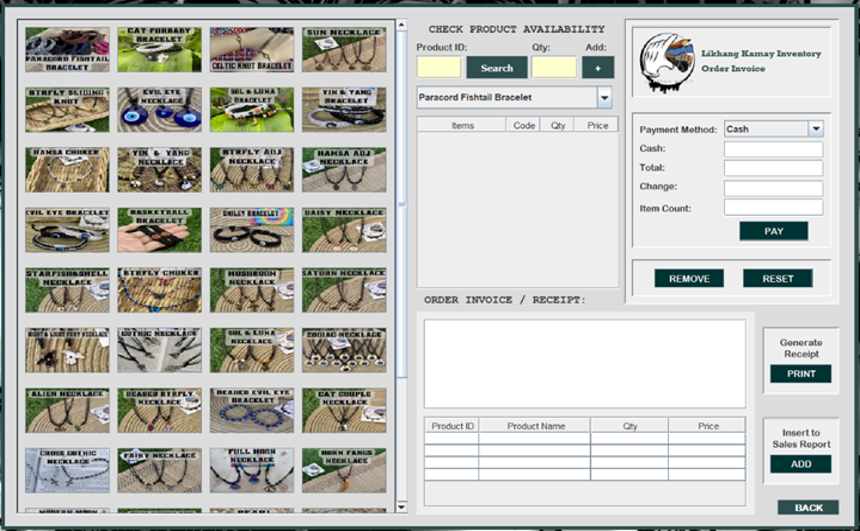 PARACORD FISHTAIL
BRACELET
CAT FURBABY
BRACELET
CELTIC KNOT BRACELET
SUN NECKLACE
BTRFLY SLIDING
KNOT
EVIL EYE
NECKLACE
SOL & LUNA
BRACELET
YIN & YANG
BRACELET
HAMSA CHOKER
YIN & YANG
NECKLACE
BTRFLY ADJ
NECKLACE
HAMSA ADJ
NECKLACE
EVIL EYE BRACELET
BASKETBALL
BRACELET
SMILEY BRACELET
DAISY NECKLACE
STARFISH&SHELL
NECKLACE
BTRFLY CHOKER
MUSHROOM
NECKLACE
SATURN NECKLACE
NECKLACE
GOTHIC NECKLACE
SOL & LUNA
NECKLACE
ZODIAC NECKLACE
ALIEN NECKLACE
BEADED BTRFLY
NECKLACE
BEADED EVIL EYE
BRACELET
CAT COUPLE
NECKLACE
CROSS GOTHIC
NECKLACE
FAIRY NECKLACE
FULL MOON
NECKLACE
HORN FANGS
NECKLACE
MODERN MOON
PEARL
CHECK PRODUCT AVAILABILITY
Product ID: Qty: Add:
Search +
Paracord Fishtail Bracelet
Items Code Qty Price
Likhang Kamay Inventory
Order Invoice
Payment Method: Cash
Cash:
Total:
Change:
Item Count:
PAY
REMOVE RESET
ORDER INVOICE / RECEIPT:
Product ID Product Name Qty Price
Generate
Receipt
PRINT
Insert to
Sales Report
ADD
BACK